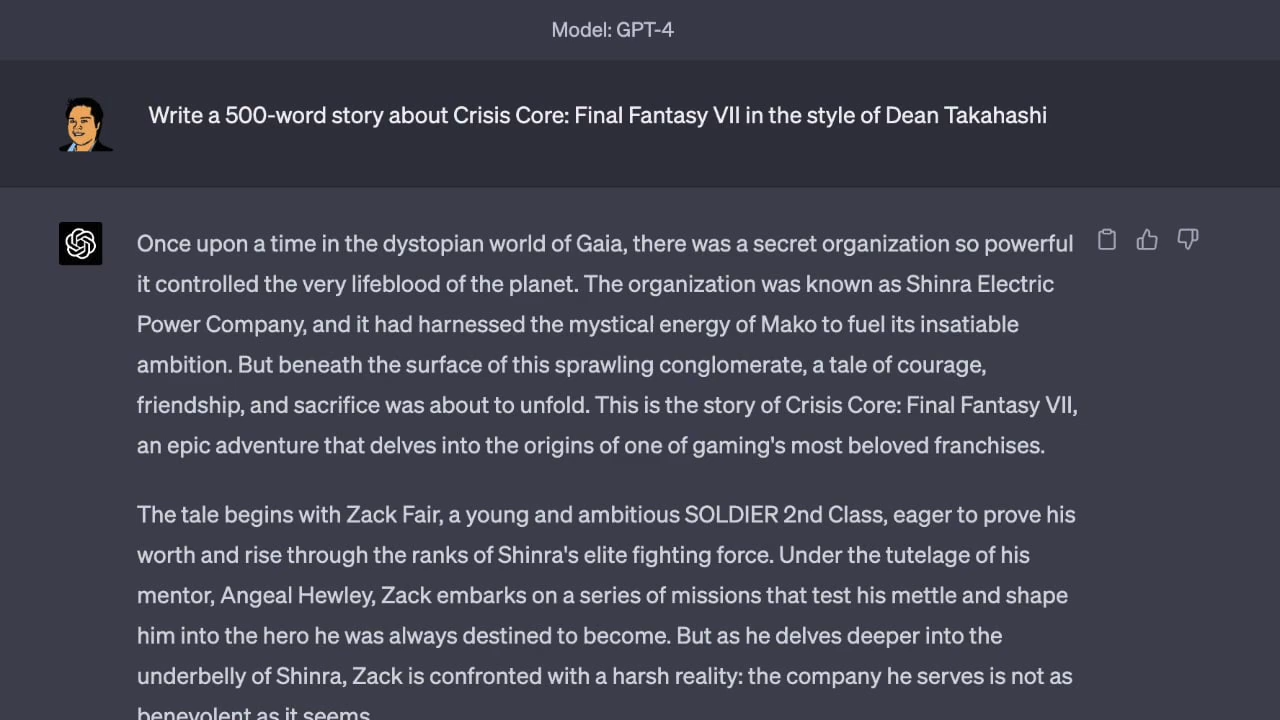 Model: GPT-4
Write a 500-word story about Crisis Core: Final Fantasy VII in the style of Dean Takahashi
Once upon a time in the dystopian world of Gaia, there was a secret organization so powerful
it controlled the very lifeblood of the planet. The organization was known as Shinra Electric
Power Company, and it had harnessed the mystical energy of Mako to fuel its insatiable
ambition. But beneath the surface of this sprawling conglomerate, a tale of courage,
friendship, and sacrifice was about to unfold. This is the story of Crisis Core: Final Fantasy VII,
an epic adventure that delves into the origins of one of gaming's most beloved franchises.
The tale begins with Zack Fair, a young and ambitious SOLDIER 2nd Class, eager to prove his
worth and rise through the ranks of Shinra's elite fighting force. Under the tutelage of his
mentor, Angeal Hewley, Zack embarks on a series of missions that test his mettle and shape
him into the hero he was always destined to become. But as he delves deeper into the
underbelly of Shinra, Zack is confronted with a harsh reality: the company he serves is not as
benevolent as it seems.